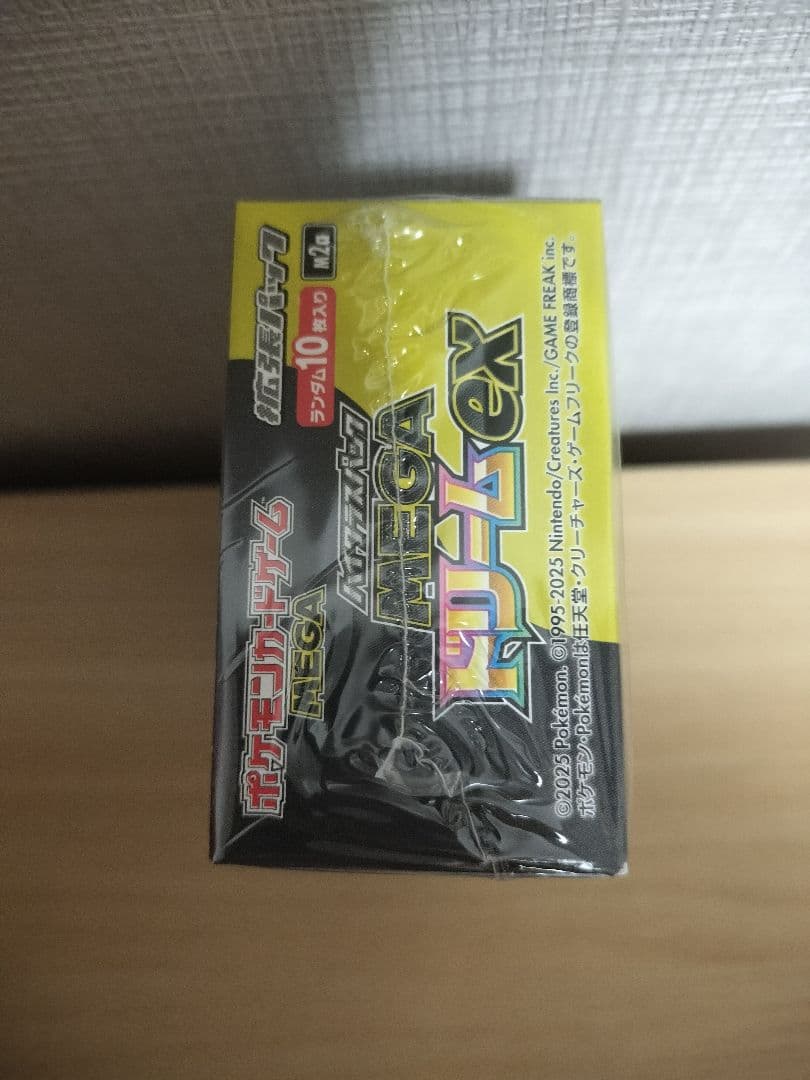 ポケモンカードゲーム™
MEGA
拡張パック
ランダム10枚入り
M2a
ハイクラスパック
MEGA
ドリームex
©2025 Pokémon. ©1995-2025 Nintendo/Creatures Inc./GAME FREAK inc.
ポケモン・Pokémonは任天堂・クリーチャーズ・ゲームフリークの登録商標です。